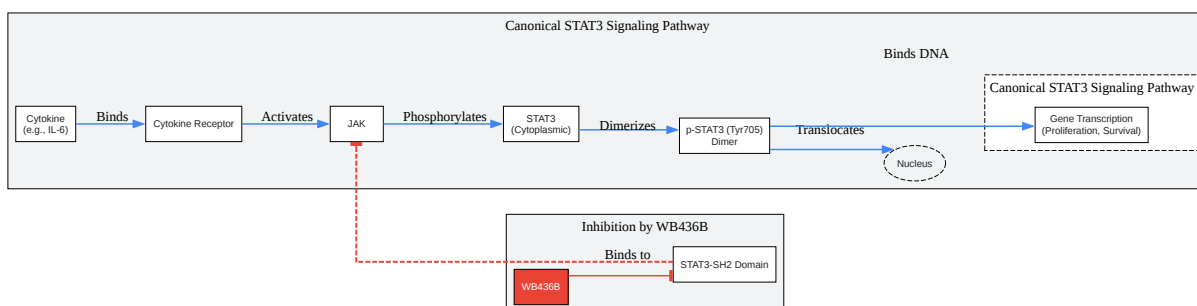 Canonical STAT3 Signaling Pathway
Binds DNA
Canonical STAT3 Signaling Pathway
Cytokine
(e.g., IL-6)
Binds
Cytokine Receptor
Activates
JAK
Phosphorylates
STAT3
(Cytoplasmic)
Dimerizes
p-STAT3 (Tyr705)
Dimer
Translocates
Gene Transcription
(Proliferation, Survival)
Nucleus
Inhibition by WB436B
Binds to
STAT3-SH2 Domain
WB436B